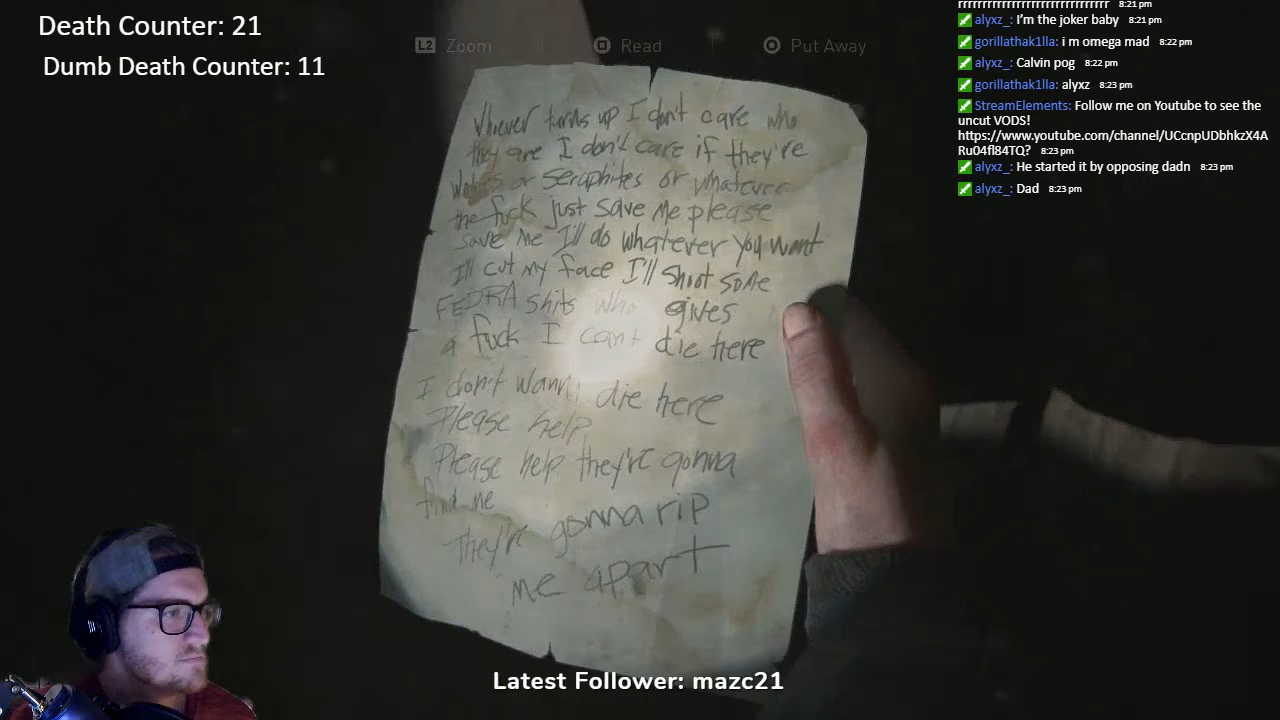 Death Counter: 21
Dumb Death Counter: 11
L2 Zoom
Read
Put Away
Whoever turns up I don't care who
they are I don't care if they're
Wolves or Seraphites or whatever
the fuck just save me please
save me I'll do whatever you want
I'll cut my face I'll shoot some
FEDRA shits who gives
a fuck I can't die here
I don't wanna die here
Please help
Please help they're gonna
find me
They're gonna rip
me apart
Latest Follower: mazc21
rrrrrrrrrrrrrrrrrrrrrrrrrrrrrrrrrr 8:21 pm
alyxz_: I'm the joker baby 8:21 pm
gorillathak1lla: i m omega mad 8:22 pm
alyxz_: Calvin pog 8:22 pm
gorillathak1lla: alyxz 8:23 pm
StreamElements: Follow me on Youtube to see the
uncut VODS!
https://www.youtube.com/channel/UCcnpUDbhkzX4A
Ru04fl84TQ? 8:23 pm
alyxz_: He started it by opposing dadn 8:23 pm
alyxz_: Dad 8:23 pm